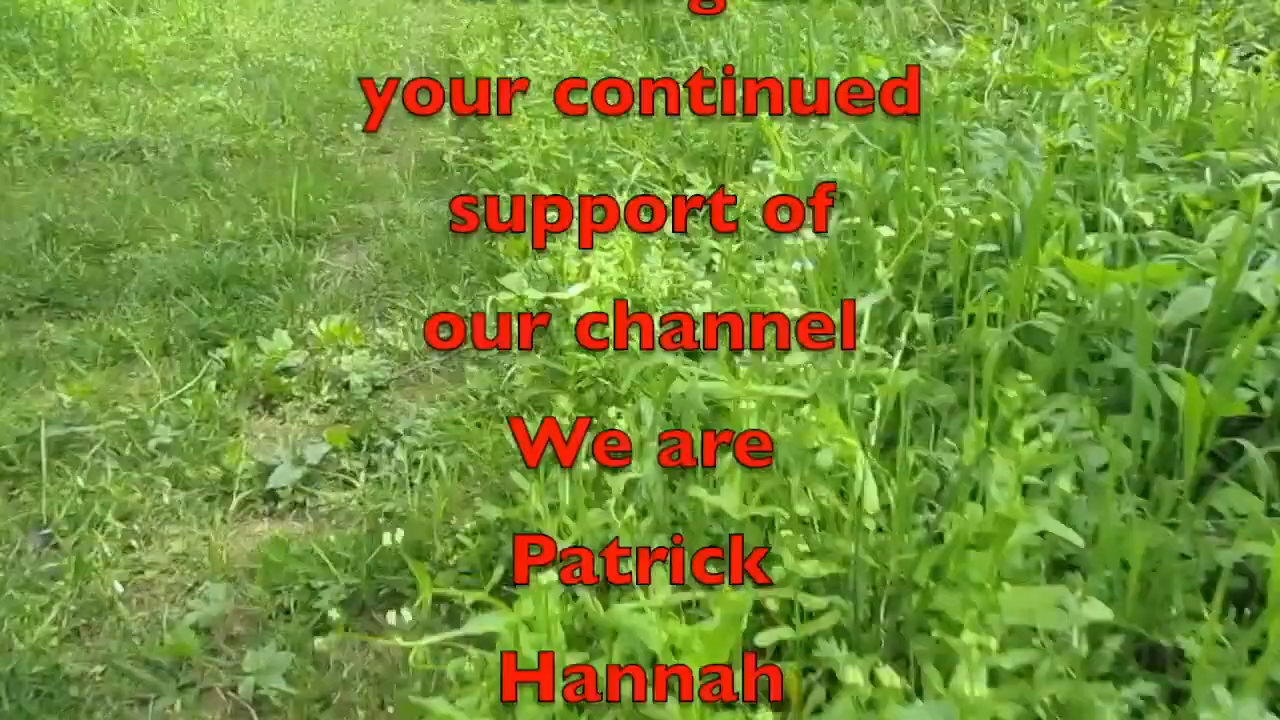 your continued
support of
our channel
We are
Patrick
Hannah